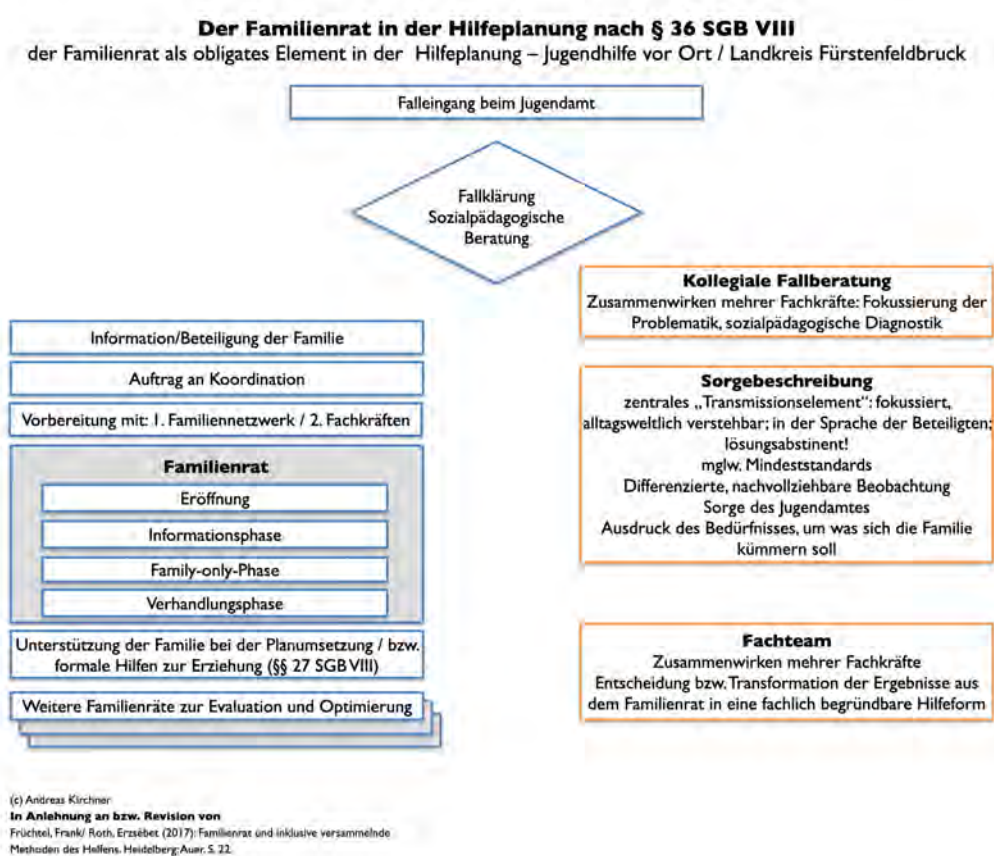 Der Familienrat in der Hilfeplanung nach § 36 SGB VIII
der Familienrat als obligates Element in der Hilfeplanung – Jugendhilfe vor Ort / Landkreis Fürstenfeldbruck
Falleingang beim Jugendamt
Fallklärung
Sozialpädagogische
Beratung
Information/Beteiligung der Familie
Auftrag an Koordination
Vorbereitung mit: 1. Familiennetzwerk / 2. Fachkräften
Familienrat
Eröffnung
Informationsphase
Family-only-Phase
Verhandlungsphase
Unterstützung der Familie bei der Planumsetzung / bzw.
formale Hilfen zur Erziehung (§§ 27 SGB VIII)
Weitere Familienräte zur Evaluation und Optimierung
Kollegiale Fallberatung
Zusammenwirken mehrer Fachkräfte: Fokussierung der
Problematik, sozialpädagogische Diagnostik
Sorgebeschreibung
zentrales „Transmissionselement“: fokussiert,
alltagsweltlich verstehbar; in der Sprache der Beteiligten;
lösungsabstinent!
mglw. Mindeststandards
Differenzierte, nachvollziehbare Beobachtung
Sorge des Jugendamtes
Ausdruck des Bedürfnisses, um was sich die Familie
kümmern soll
Fachteam
Zusammenwirken mehrer Fachkräfte
Entscheidung bzw. Transformation der Ergebnisse aus
dem Familienrat in eine fachlich begründbare Hilfeform
(c) Andreas Kirchner
In Anlehnung an bzw. Revision von
Früchtel, Frank/ Roth, Erzsébet (2017): Familienrat und inklusive versammelnde
Methoden des Helfens. Heidelberg: Auer. S. 22.